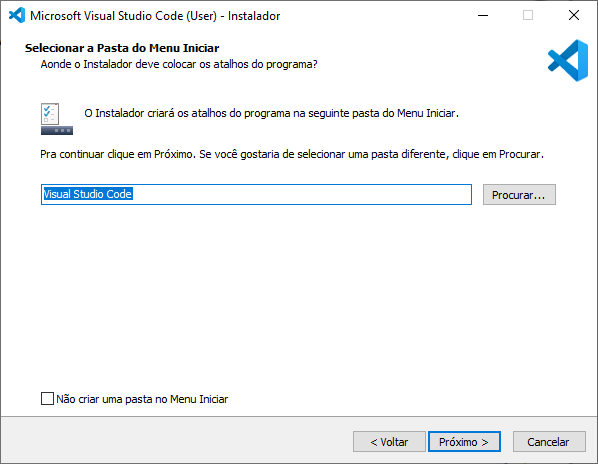 Microsoft Visual Studio Code (User) - Instalador
Selecionar a Pasta do Menu Iniciar
Aonde o Instalador deve colocar os atalhos do programa?
O Instalador criará os atalhos do programa na seguinte pasta do Menu Iniciar.
Pra continuar clique em Próximo. Se você gostaria de selecionar uma pasta diferente, clique em Procurar.
Visual Studio Code
Procurar...
Não criar uma pasta no Menu Iniciar
< Voltar
Próximo >
Cancelar